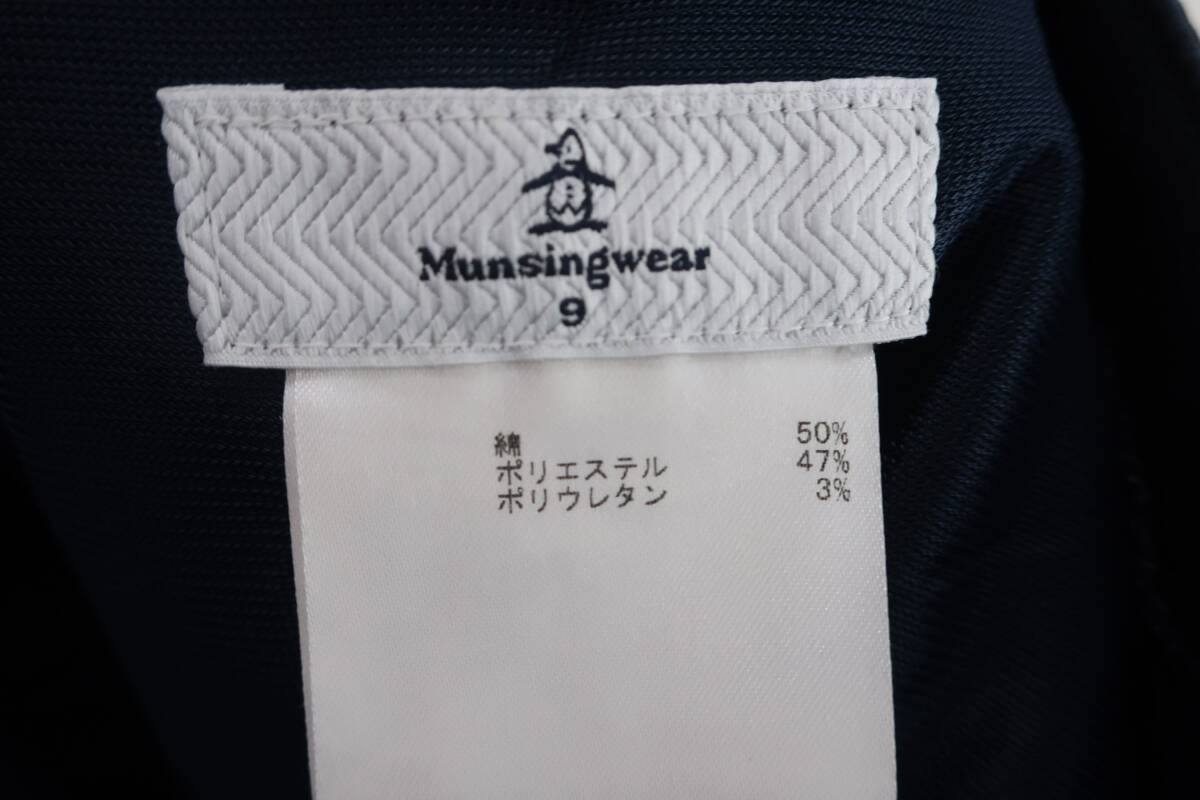 Munsingwear
9
綿 50%
ポリエステル 47%
ポリウレタン 3%